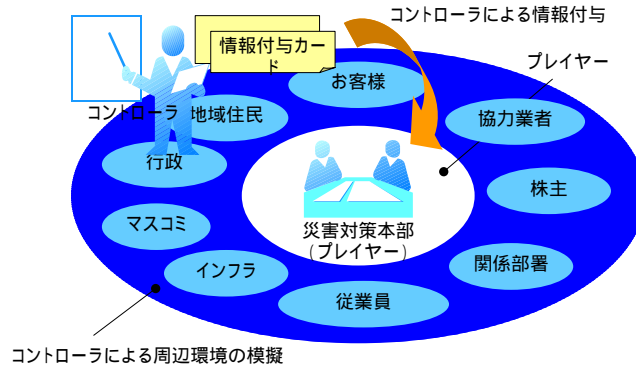 コントローラによる情報付与
情報付与カー
ド
プレイヤー
お客様
コントローラ
地域住民
協力業者
行政
株主
マスコミ
災害対策本部
(プレイヤー)
インフラ
関係部署
従業員
コントローラによる周辺環境の模擬